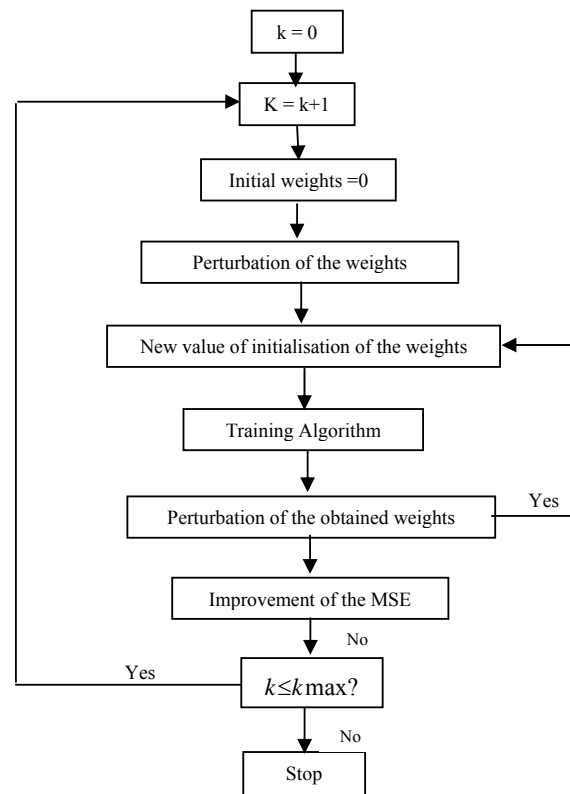 k = 0
K = k+1
Initial weights =0
Perturbation of the weights
New value of initialisation of the weights
Training Algorithm
Perturbation of the obtained weights
Yes
Improvement of the MSE
No
Yes
k≤kmax?
No
Stop